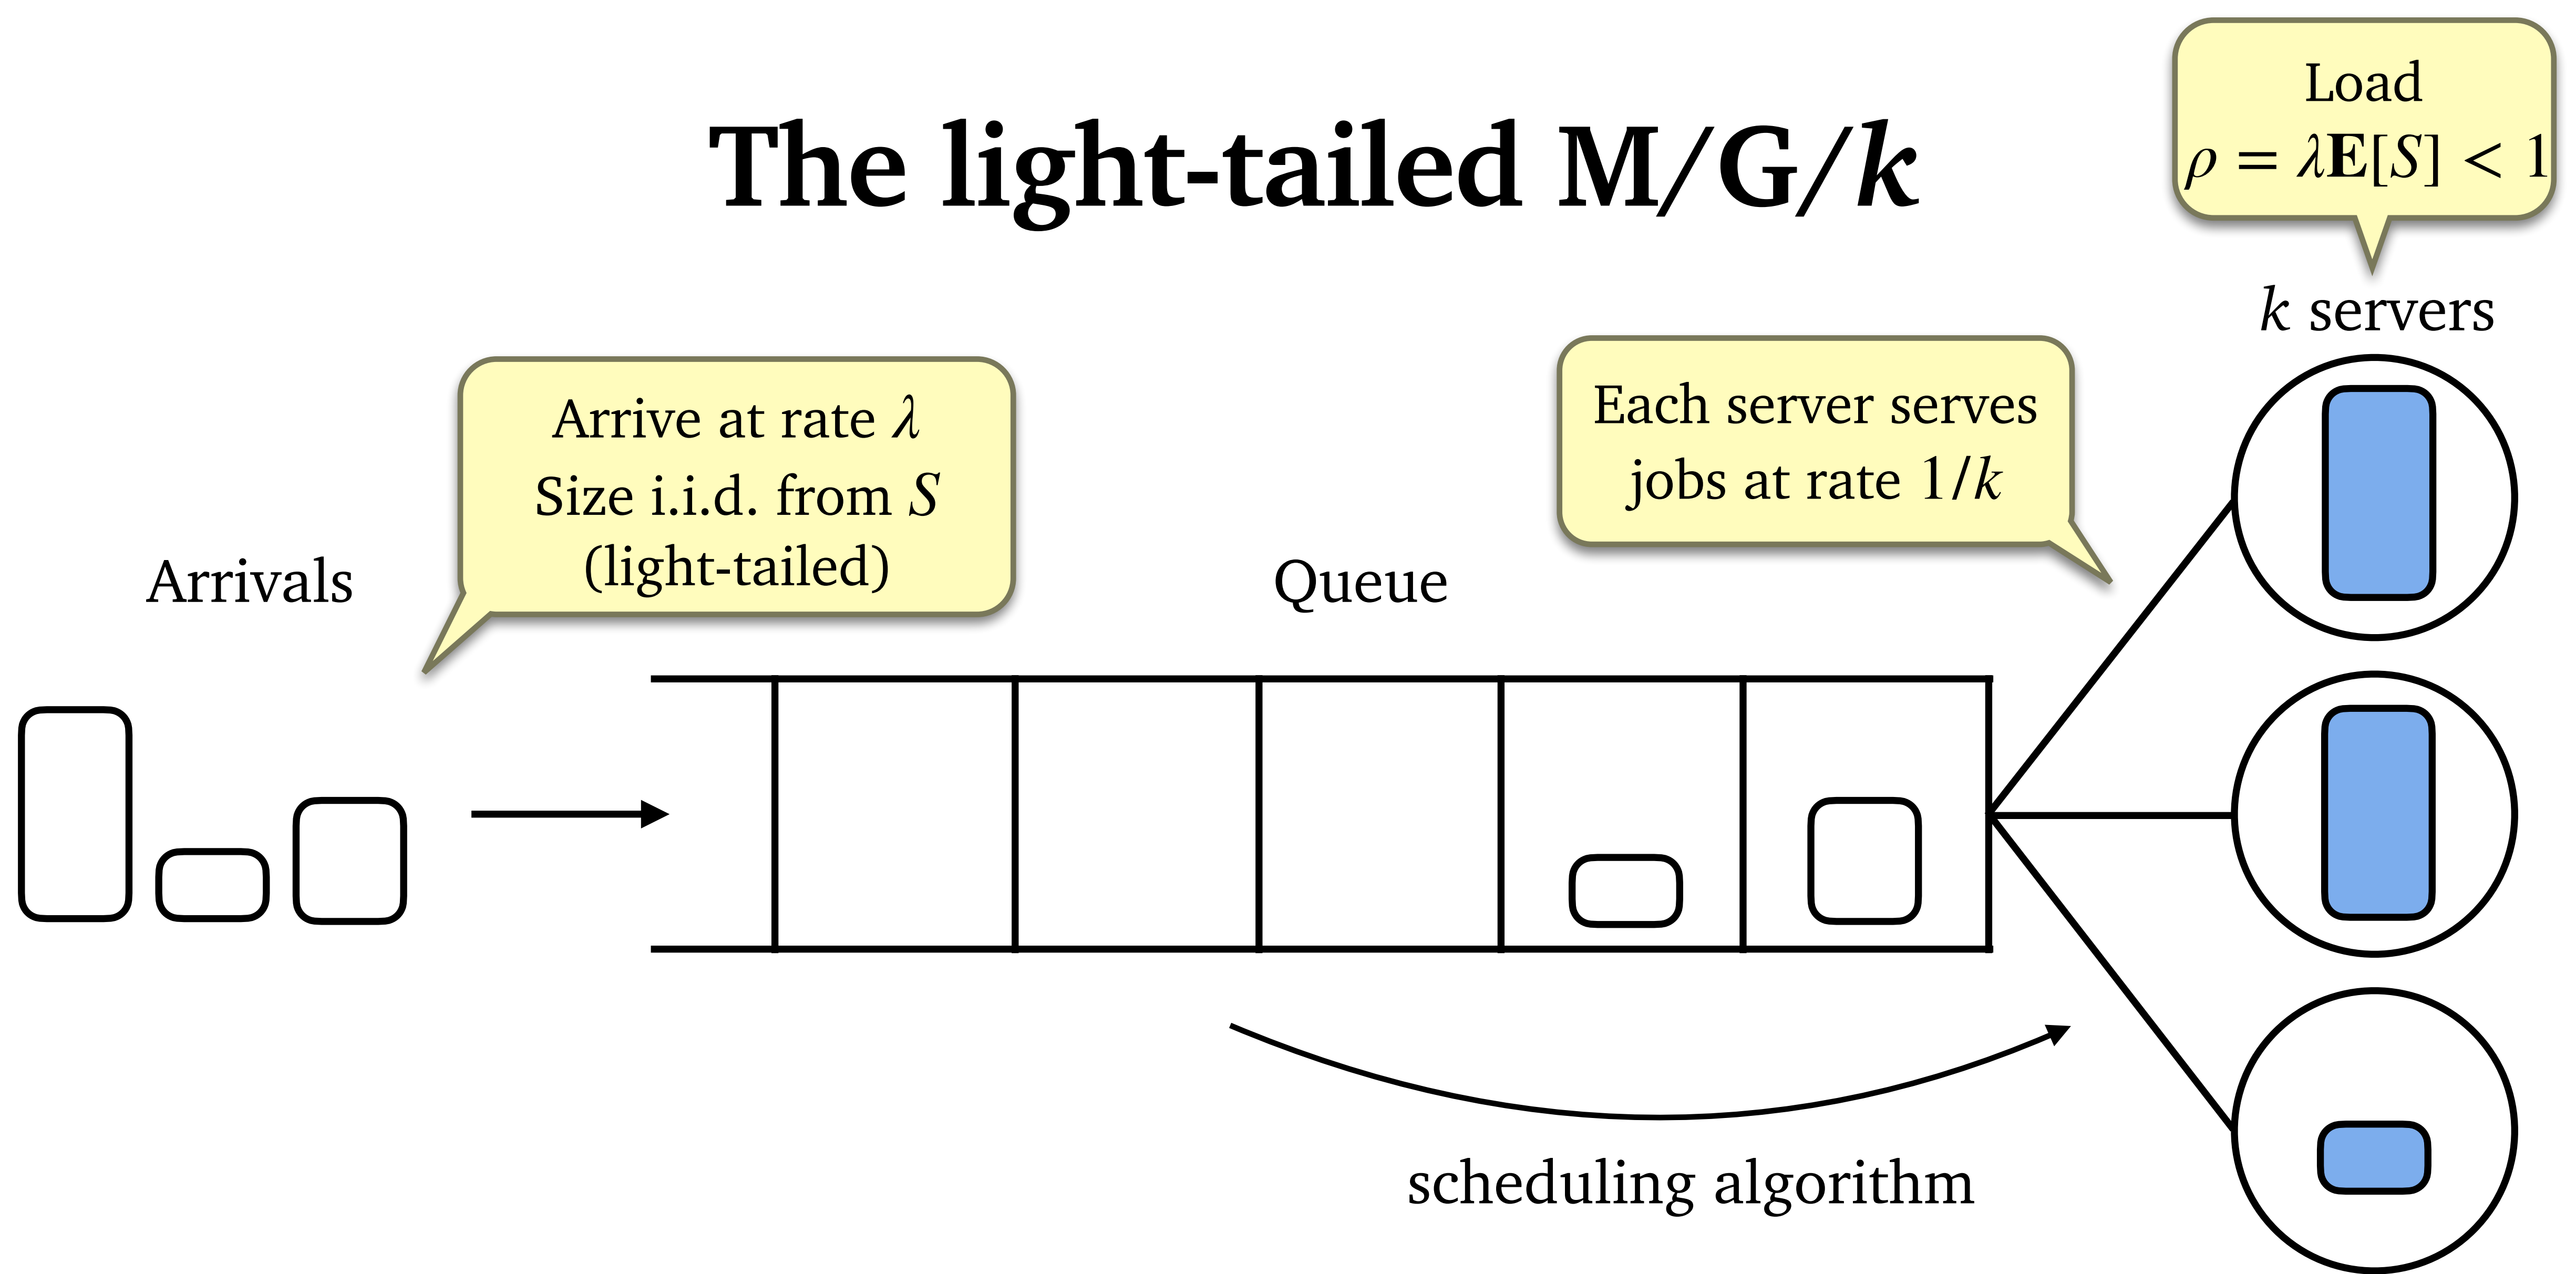 The light-tailed M/G/k
Load
ρ = λE[S] < 1
k servers
Each server serves
jobs at rate 1/k
Arrive at rate λ
Size i.i.d. from S
(light-tailed)
Arrivals
Queue
scheduling algorithm